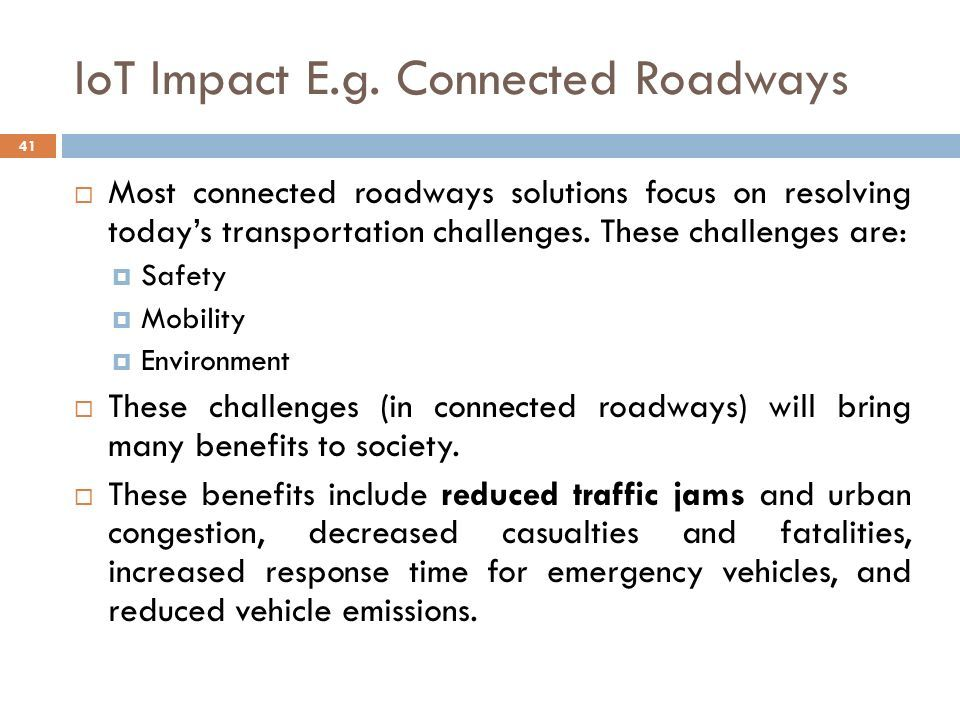 IoT Impact E.g. Connected Roadways
41
Most connected roadways solutions focus on resolving
today's transportation challenges. These challenges are:
Safety
Mobility
Environment
These challenges (in connected roadways) will bring
many benefits to society.
These benefits include reduced traffic jams and urban
congestion, decreased casualties and fatalities,
increased response time for emergency vehicles, and
reduced vehicle emissions.